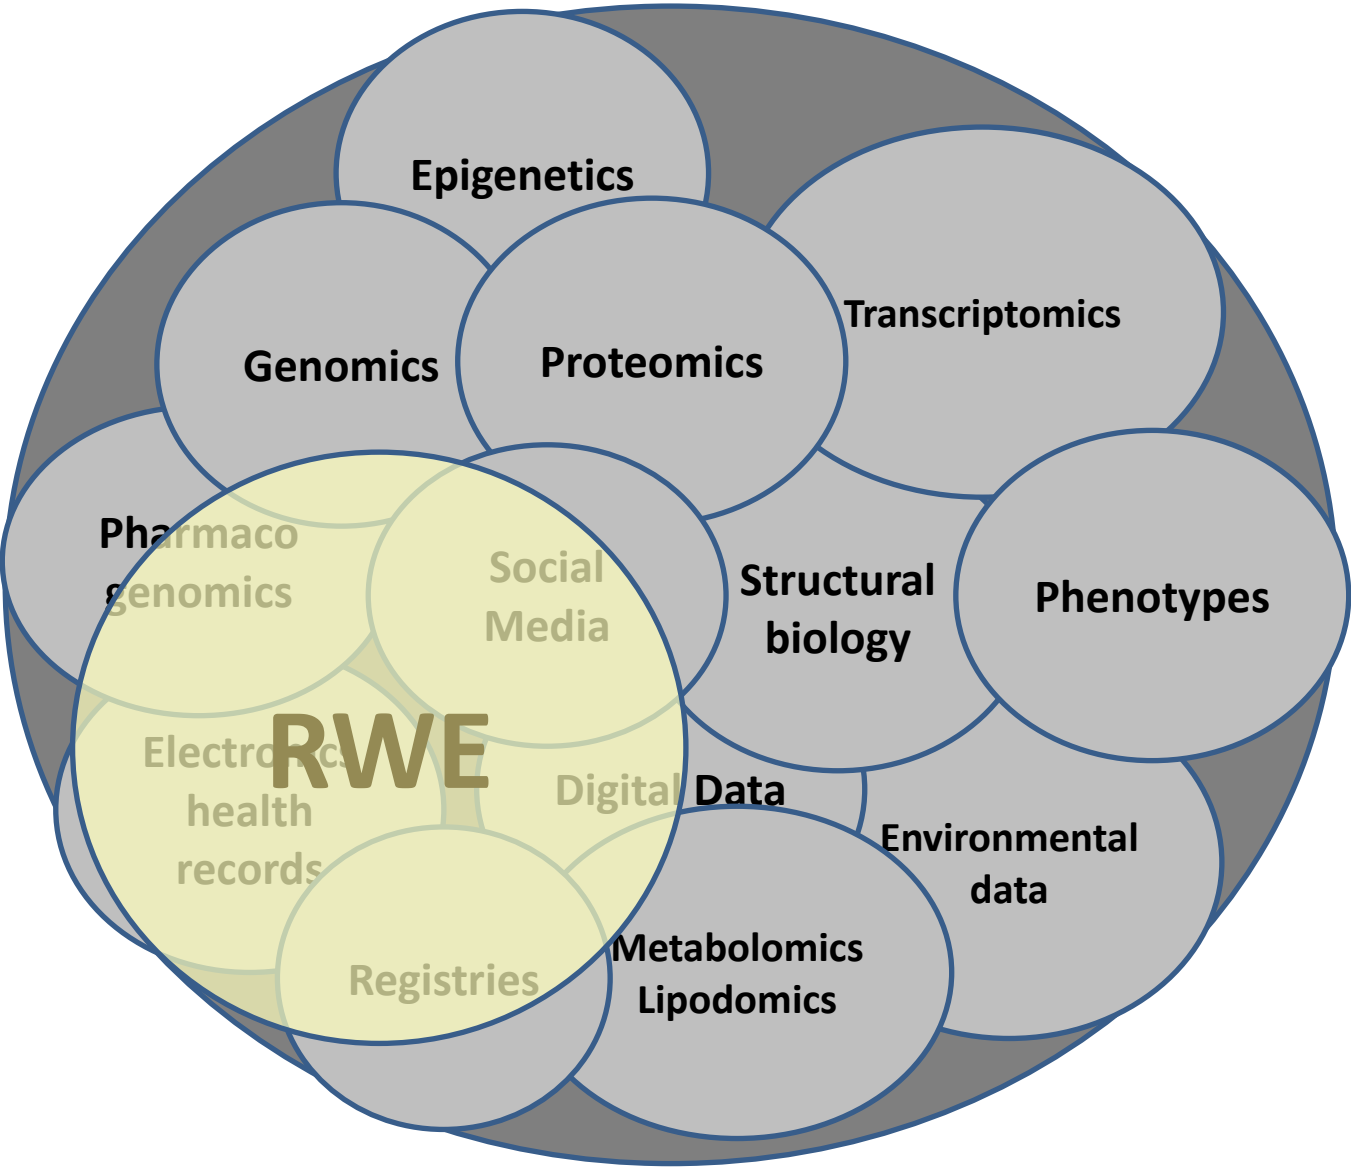 Epigenetics
Transcriptomics
Genomics
Proteomics
Pharmaco
genomics
Social
Media
Structural
biology
Phenotypes
RWE
Electronics
health
records
Digital Data
Environmental
data
Metabolomics
Lipodomics
Registries